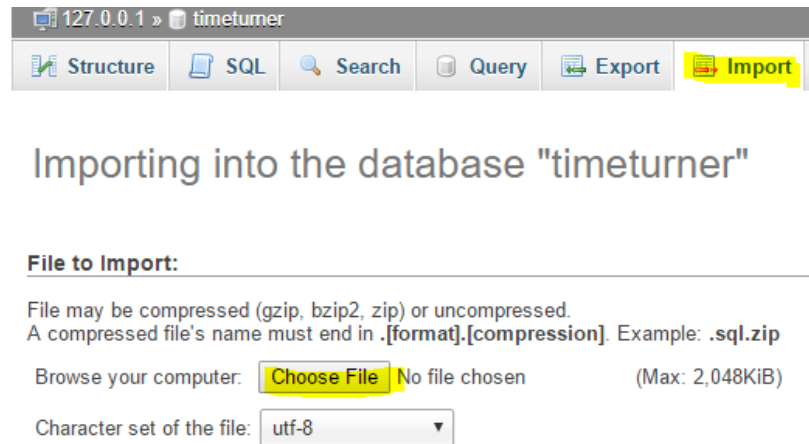 127.0.0.1 » timeturner
Structure SQL Search Query Export Import
Importing into the database "timeturner"
File to Import:
File may be compressed (gzip, bzip2, zip) or uncompressed.
A compressed file's name must end in .[format].[compression]. Example: .sql.zip
Browse your computer: Choose File No file chosen (Max: 2,048KiB)
Character set of the file: utf-8